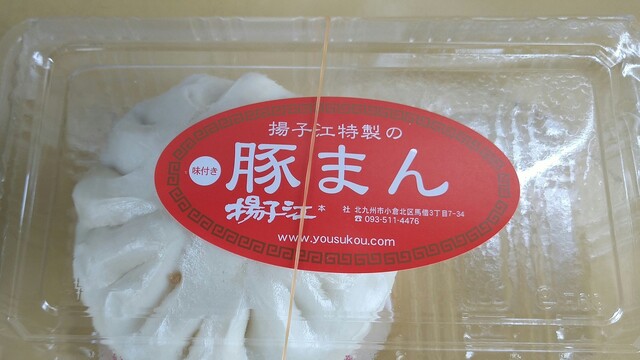 揚子江特製の
味付き 豚まん
揚子江 本社 北九州市小倉北区馬借3丁目7-34
☎093-511-4476
www.yousukou.com